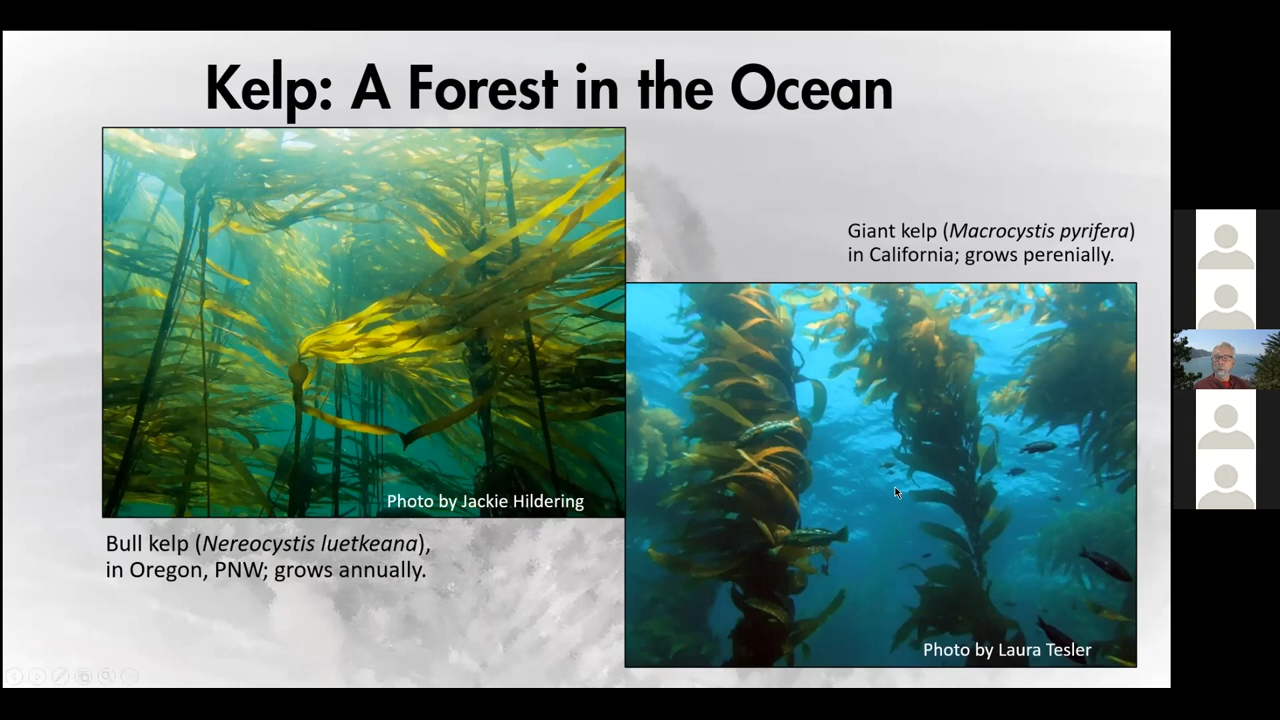 Kelp: A Forest in the Ocean
Giant kelp (Macrocystis pyrifera)
in California; grows perenially.
Photo by Jackie Hildering
Bull kelp (Nereocystis luetkeana),
in Oregon, PNW; grows annually.
Photo by Laura Tesler